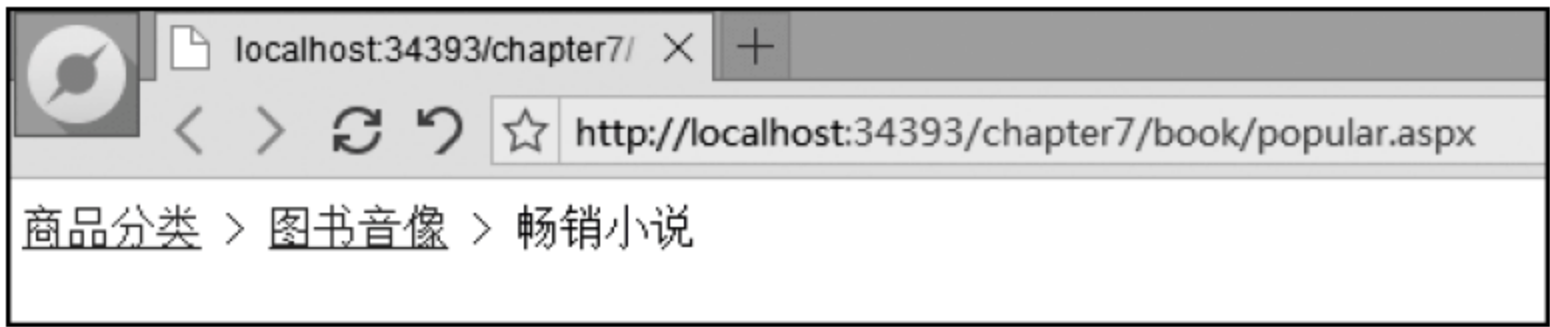 localhost:34393/chapter7/
http://localhost:34393/chapter7/book/popular.aspx
商品分类 > 图书音像 > 畅销小说